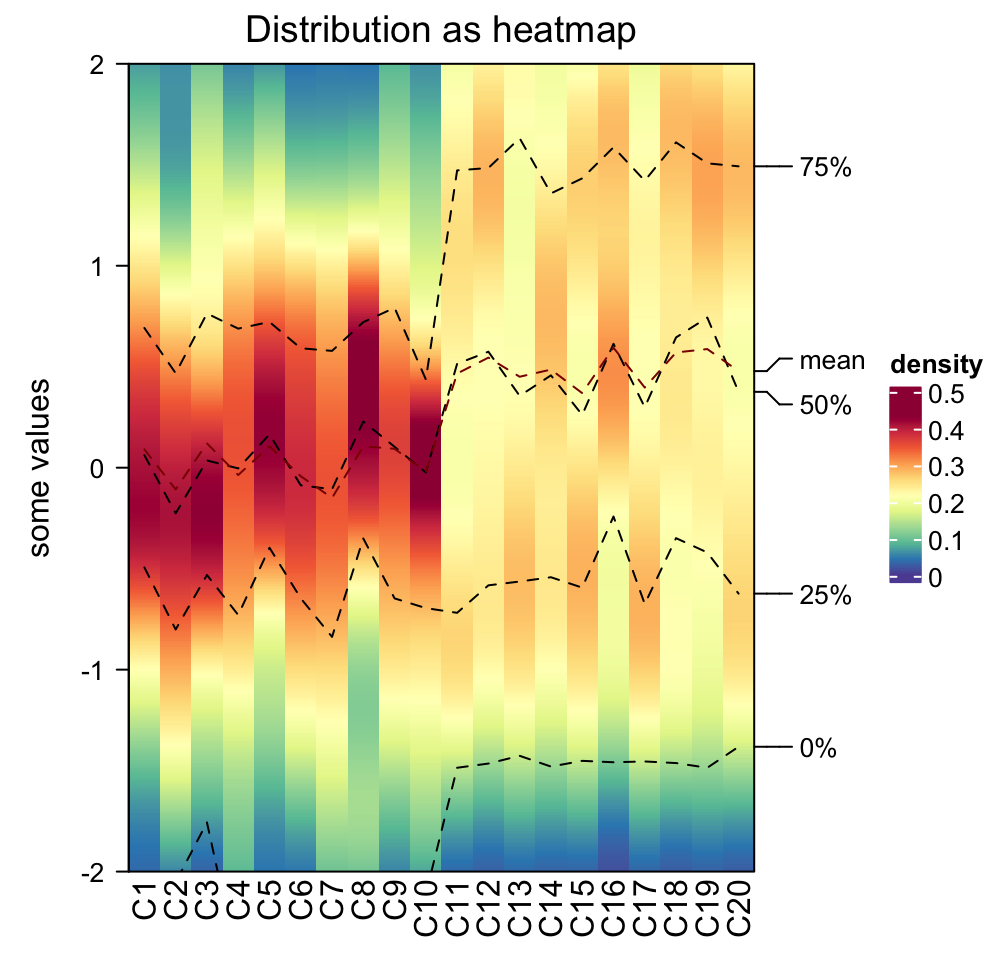 Distribution as heatmap
some values
2
1
0
-1
-2
75%
mean
50%
25%
0%
density
0.5
0.4
0.3
0.2
0.1
0
C1
C2
C3
C4
C5
C6
C7
C8
C9
C10
C11
C12
C13
C14
C15
C16
C17
C18
C19
C20